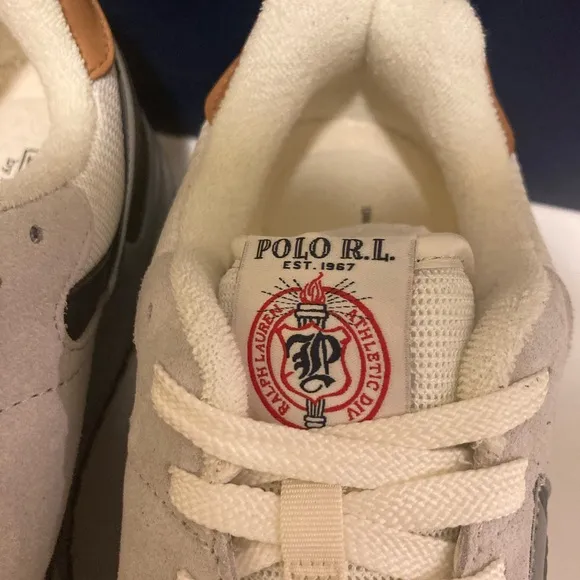 POLO R.L.
EST. 1967
RALPH LAUREN ATHLETIC DIV
P